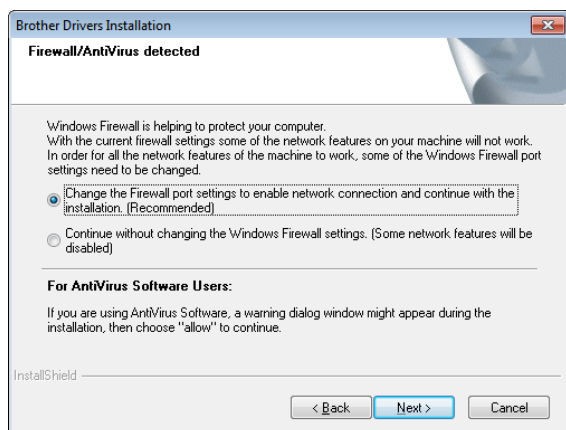 Brother Drivers Installation
Firewall/AntiVirus detected
Windows Firewall is helping to protect your computer.
With the current firewall settings some of the network features on your machine will not work.
In order for all the network features of the machine to work, some of the Windows Firewall port
settings need to be changed.
Change the Firewall port settings to enable network connection and continue with the
installation. (Recommended)
Continue without changing the Windows Firewall settings. (Some network features will be
disabled)
For AntiVirus Software Users:
If you are using AntiVirus Software, a warning dialog window might appear during the
installation, then choose "allow" to continue.
InstallShield
< Back
Next >
Cancel